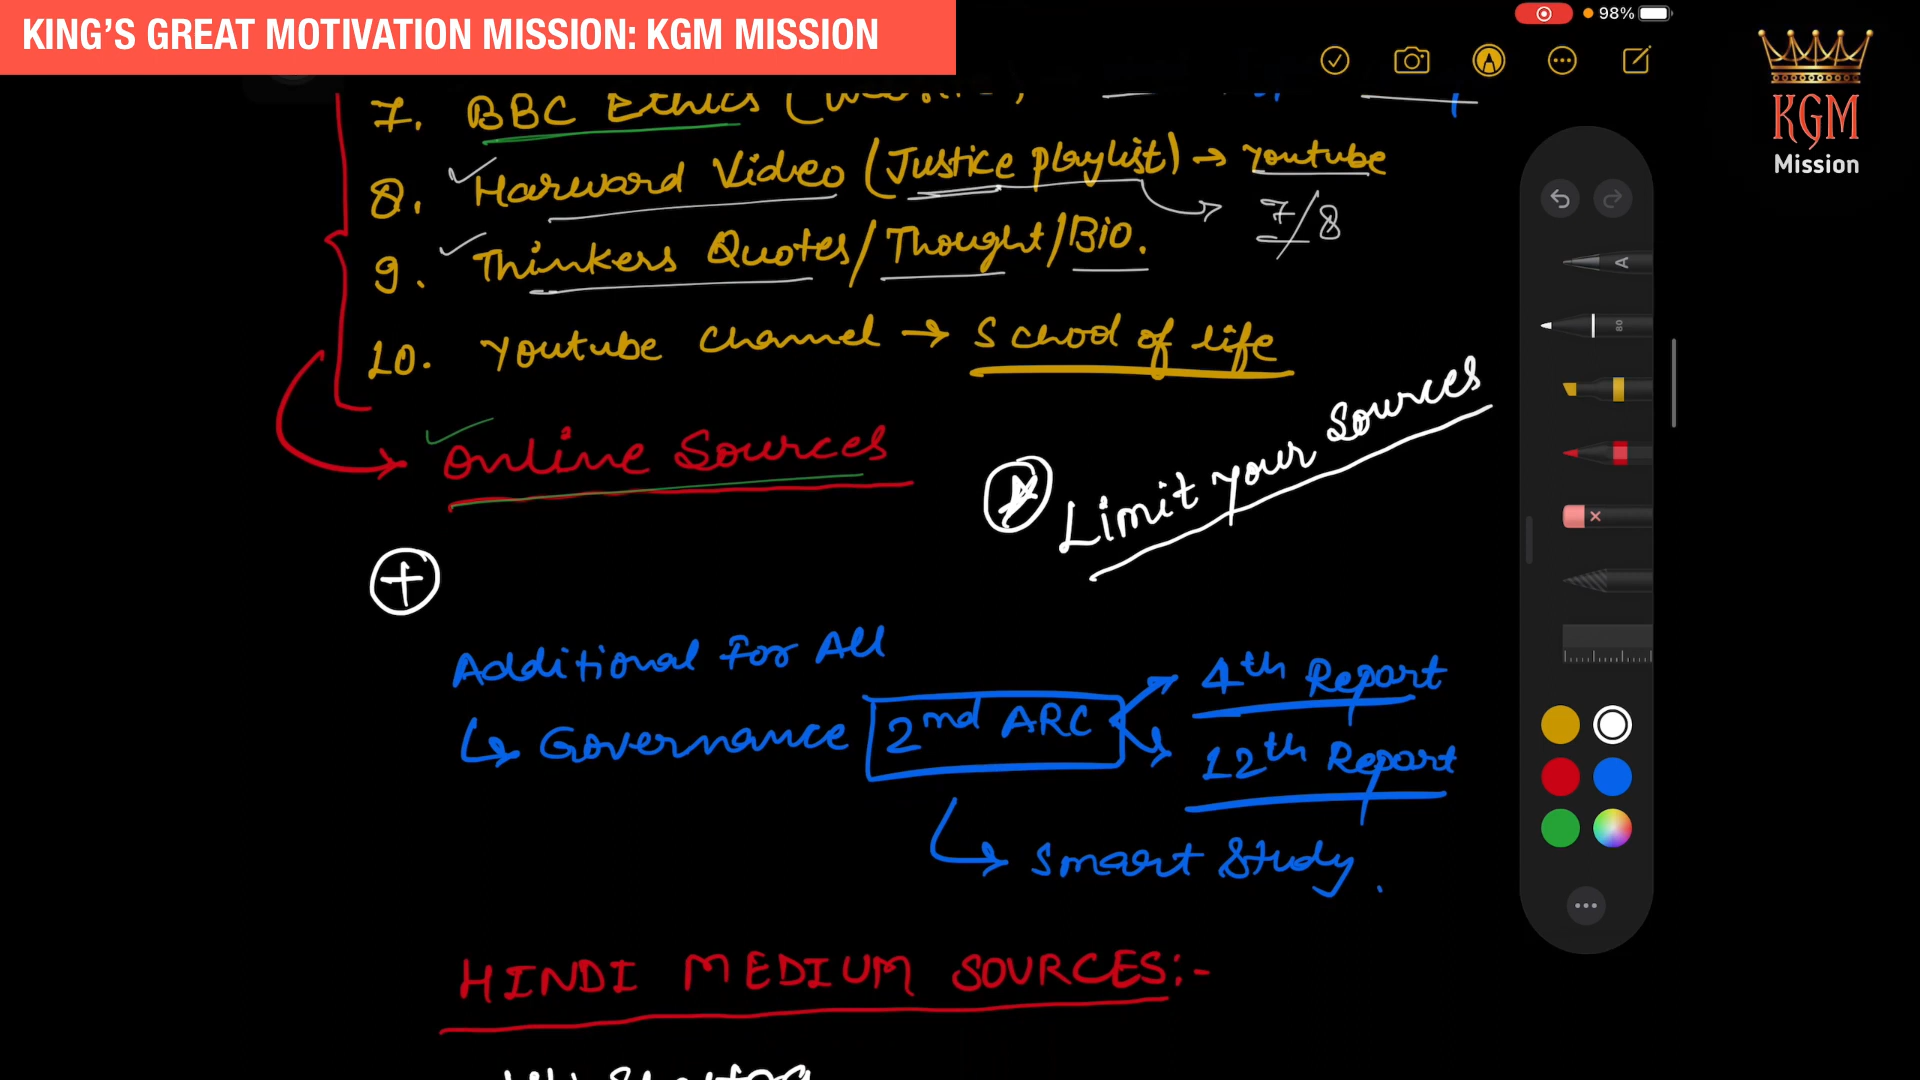 KING'S GREAT MOTIVATION MISSION: KGM MISSION
98%
KGM
Mission
7. BBC Ethics (
8. Harward Video (Justice playlist) → Youtube
7/8
9. Thinkers Quotes/Thought/Bio.
10. Youtube Channel → School of life
Online Sources
Limit your Sources
+
Additional For All
↳ Governance 2nd ARC
4th Report
12th Report
↳ Smart Study.
HINDI MEDIUM SOURCES:-
A
80